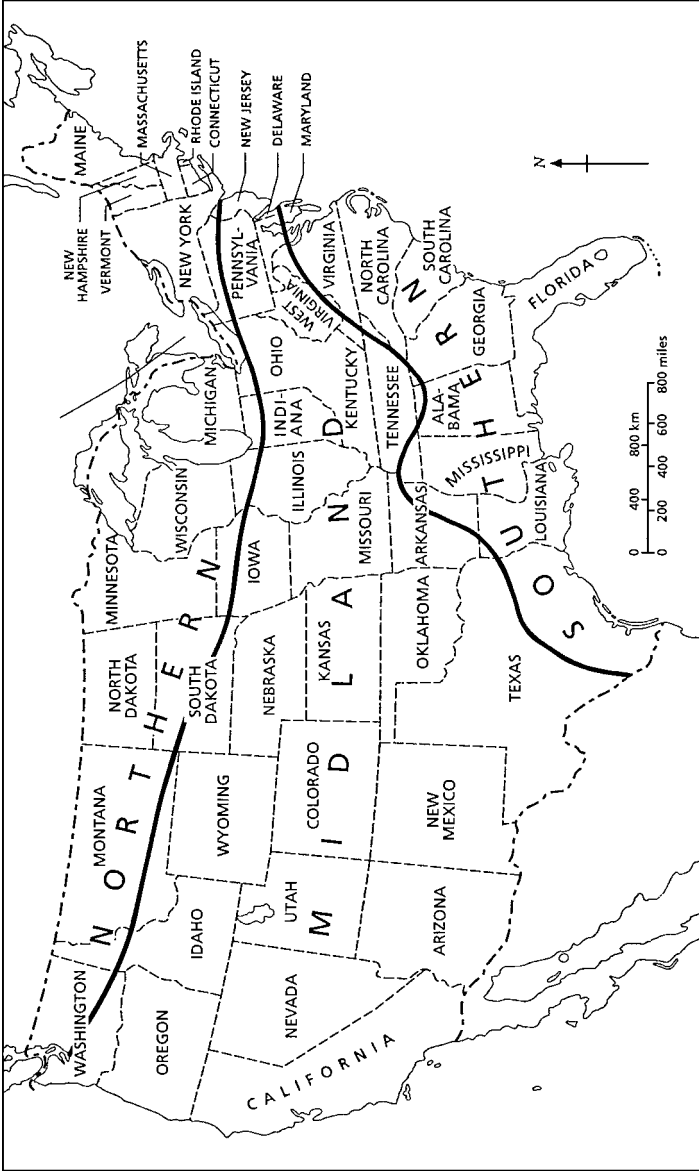 WASHINGTON
OREGON
CALIFORNIA
NEVADA
IDAHO
MONTANA
WYOMING
UTAH
ARIZONA
COLORADO
NEW
MEXICO
NORTH
DAKOTA
SOUTH
DAKOTA
NEBRASKA
KANSAS
OKLAHOMA
TEXAS
MINNESOTA
IOWA
MISSOURI
ARKANSAS
LOUISIANA
WISCONSIN
ILLINOIS
MICHIGAN
INDI-
ANA
OHIO
KENTUCKY
TENNESSEE
MISSISSIPPI
ALA-
BAMA
GEORGIA
FLORIDA
SOUTH
CAROLINA
NORTH
CAROLINA
VIRGINIA
WEST
VIRGINIA
PENNSYL-
VANIA
NEW YORK
VERMONT
NEW
HAMPSHIRE
MAINE
MASSACHUSETTS
RHODE ISLAND
CONNECTICUT
NEW JERSEY
DELAWARE
MARYLAND
NORTHERN
MIDLAND
SOUTHERN
N
0 400 800 km
0 200 400 600 800 miles